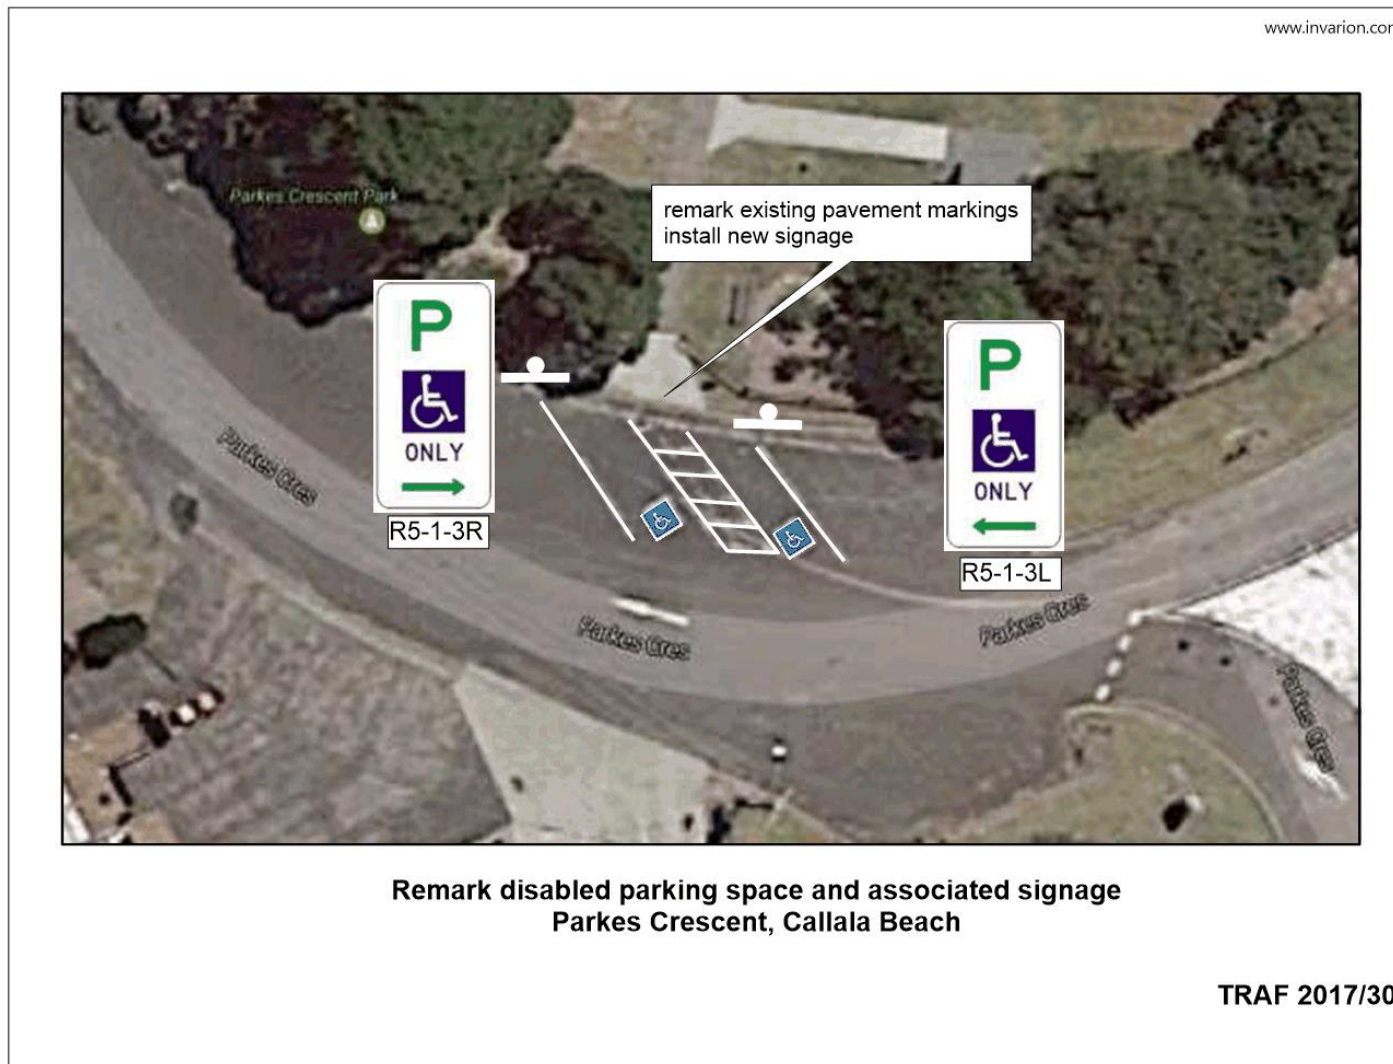 www.invarion.com
Parkes Crescent Park
remark existing pavement markings
install new signage
P
ONLY
R5-1-3R
P
ONLY
R5-1-3L
Parkes Cres
Parkes Cres
Parkes Cres
Parkes Cres
Remark disabled parking space and associated signage
Parkes Crescent, Callala Beach
TRAF 2017/30